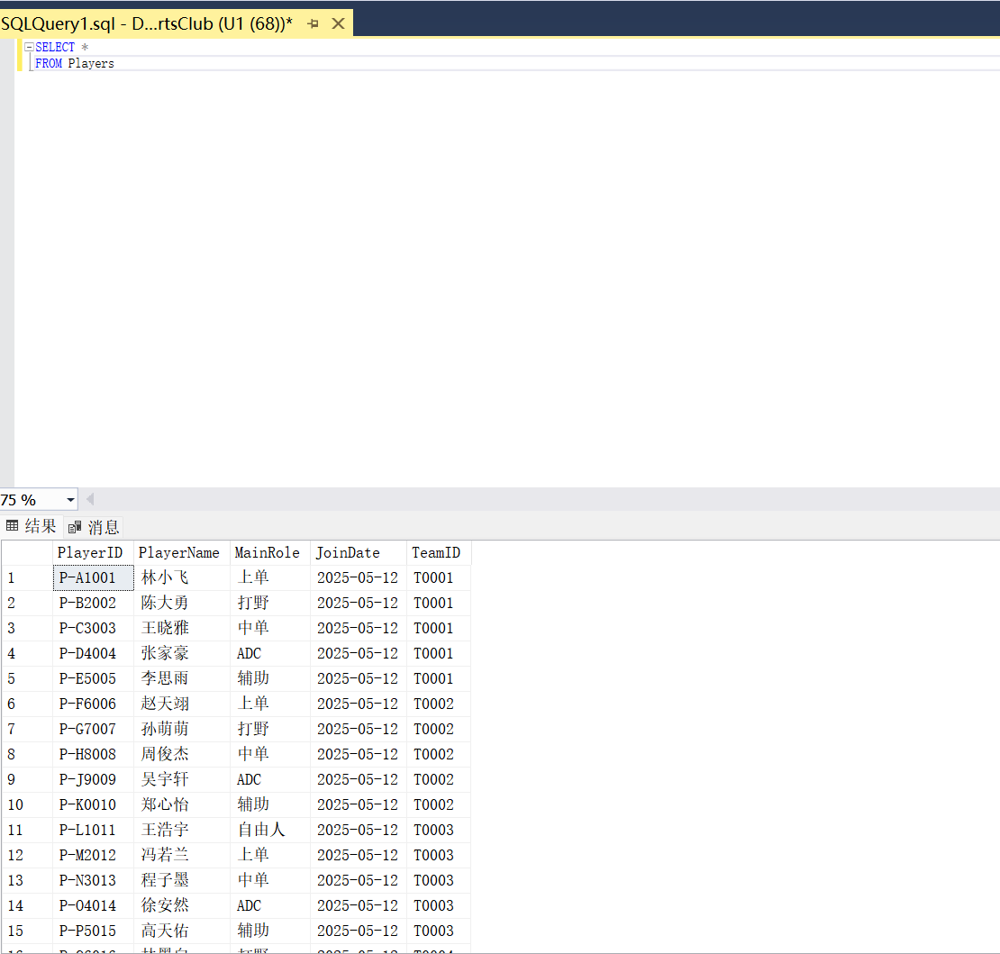 SQLQuery1.sql - D...rtsClub (U1 (68))*
SELECT *
FROM Players
75 %
结果 消息
PlayerID PlayerName MainRole JoinDate TeamID
1 P-A1001 林小飞 上单 2025-05-12 T0001
2 P-B2002 陈大勇 打野 2025-05-12 T0001
3 P-C3003 王晓雅 中单 2025-05-12 T0001
4 P-D4004 张家豪 ADC 2025-05-12 T0001
5 P-E5005 李思雨 辅助 2025-05-12 T0001
6 P-F6006 赵天翊 上单 2025-05-12 T0002
7 P-G7007 孙萌萌 打野 2025-05-12 T0002
8 P-H8008 周俊杰 中单 2025-05-12 T0002
9 P-J9009 吴宇轩 ADC 2025-05-12 T0002
10 P-K0010 郑心怡 辅助 2025-05-12 T0002
11 P-L1011 王浩宇 自由人 2025-05-12 T0003
12 P-M2012 冯若兰 上单 2025-05-12 T0003
13 P-N3013 程子墨 中单 2025-05-12 T0003
14 P-O4014 徐安然 ADC 2025-05-12 T0003
15 P-P5015 高天佑 辅助 2025-05-12 T0003